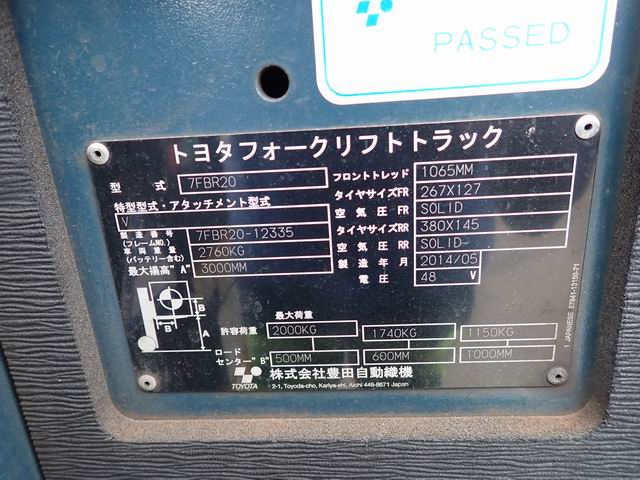 PASSED
トヨタフォークリフトトラック
型式 7FBR20
特型型式・アタッチメント型式
V
製造番号 (フレームNO.) 7FBR20-12335
車両重量 (バッテリー含む) 2760KG
最大揚高"A" 3000MM
フロントトレッド 1065MM
タイヤサイズFR 267X127
空気圧FR SOLID
タイヤサイズRR 380X145
空気圧RR SOLID
製造年月 2014/05
電圧 48 V
B
B
A
最大荷重
許容荷重 2000KG 1740KG 1150KG
ロードセンター"B" 500MM 600MM 1000MM
TOYOTA
株式会社豊田自動織機
2-1, Toyoda-cho, Kariya-shi, Aichi 448-8671 Japan
1 JAPANESE 57841-13150-71